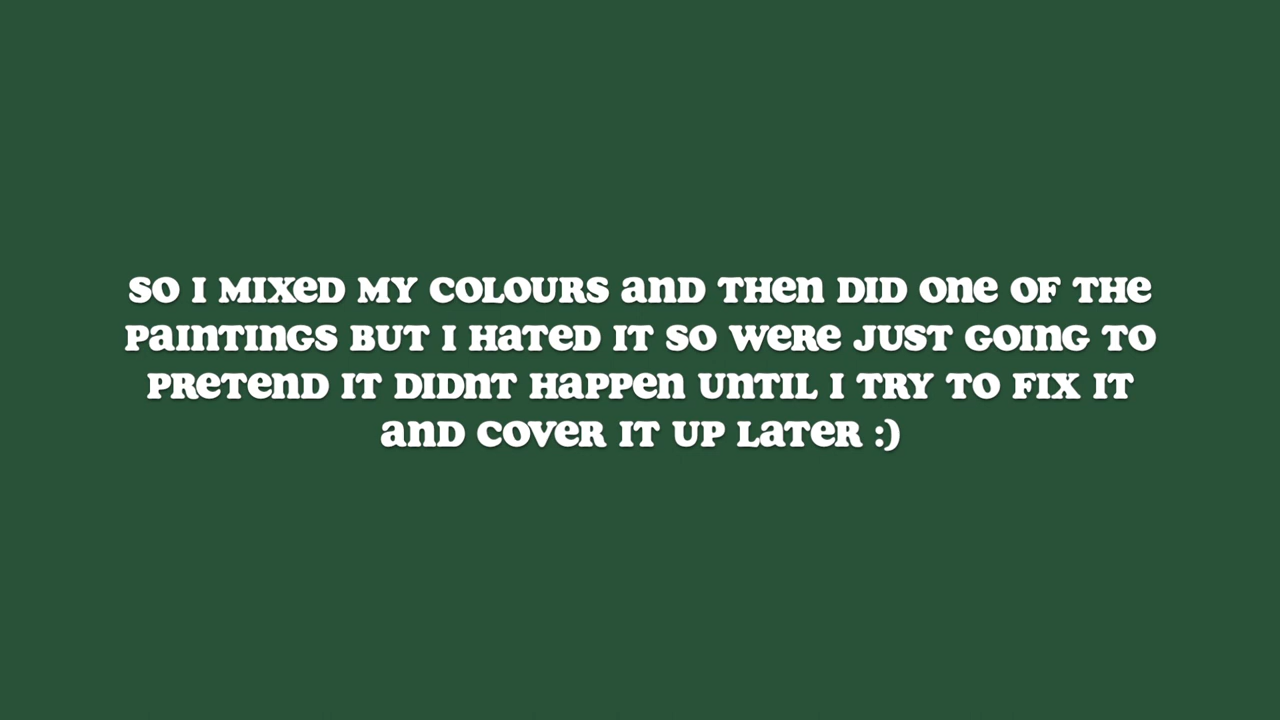 SO I MIXED MY COLOURS AND THEN DID ONE OF THE
PAINTINGS BUT I HATED IT SO WERE JUST GOING TO
PRETEND IT DIDNT HAPPEN UNTIL I TRY TO FIX IT
AND COVER IT UP LATER :)